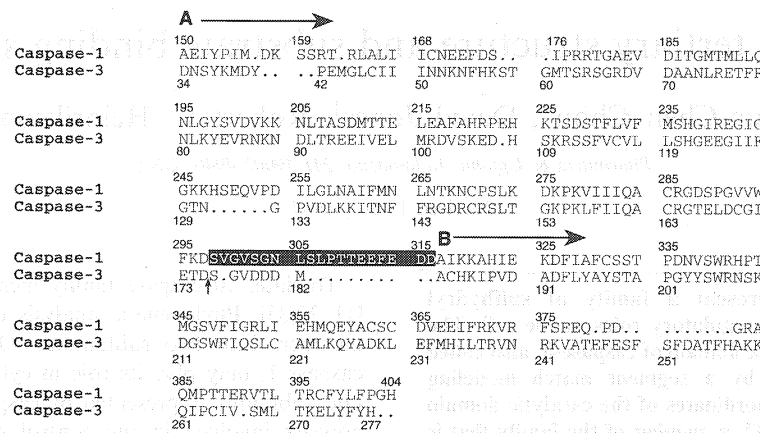 A
150 159 168 176 185
Caspase-1 AEIYPIM.DK SSRT.RLALI ICNEEFDS.. .IPRRTGAEV DITGMTMLLQ
Caspase-3 DNSYKMDY.. ..PEMGLCII INNKNFHKST GMTSRSGRDV DAANLRETFR
34 42 50 60 70
195 205 215 225 235
Caspase-1 NLGYSVDVKK NLTASDMTTE LEAFAHRPEH KTSDSTFLVF MSHGIREGIC
Caspase-3 NLKYEVRNKN DLTREEIVEL MRDVSKED.H SKRSSFVCVL LSHGEEGIIF
80 90 100 109 119
245 255 265 275 285
Caspase-1 GKKHSEQVPD ILGLNAIFMN LNTKNCPSLK DKPKVIIIQA CRGDSPGVVW
Caspase-3 GTN......G PVDLKKITNF FRGDRCRSLT GKPKLFIIQA CRGTELDCGI
129 133 143 153 163
295 305 315 B 325 335
Caspase-1 FKDSVGVSGN LSLPTTEEFE DDAIKKAHIE KDFIAFCSST PDNVSWRHPT
Caspase-3 ETDS.GVDDD M......... ..ACHKIPVD ADFLYAYSTA PGYYSWRNSK
173 182 191 201
345 355 365 375
Caspase-1 MGSVFIGRLI EHMQEYACSC DVEEIFRKVR FSFEQ.PD.. ......GRA
Caspase-3 DGSWFIQSLC AMLKQYADKL EFMHILTRVN RKVATEFESF SFDATFHAKK
211 221 231 241 251
385 395 404
Caspase-1 QMPTTERVTL TRCFYLFPGH
Caspase-3 QIPCIV.SML TKELYFYH..
261 270 277